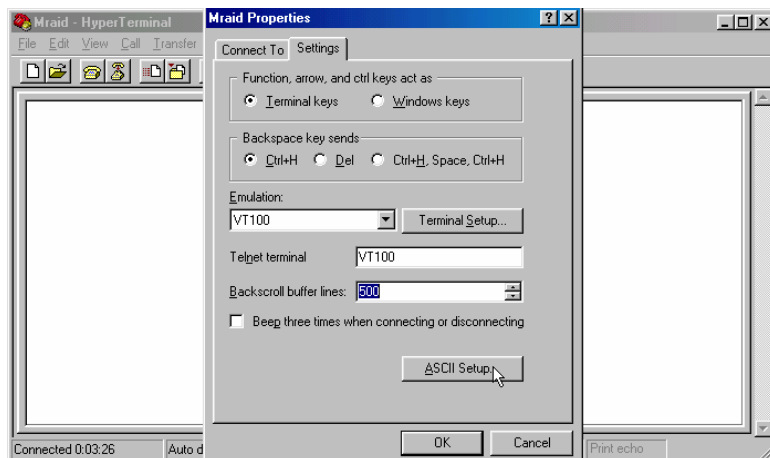 Mraid - HyperTerminal
File Edit View Call Transfer
Mraid Properties
Connect To Settings
Function, arrow, and ctrl keys act as
Terminal keys Windows keys
Backspace key sends
Ctrl+H Del Ctrl+H, Space, Ctrl+H
Emulation:
VT100 Terminal Setup...
Telnet terminal VT100
Backscroll buffer lines: 500
Beep three times when connecting or disconnecting
ASCII Setup...
OK Cancel
Connected 0:03:26 Auto d Print echo